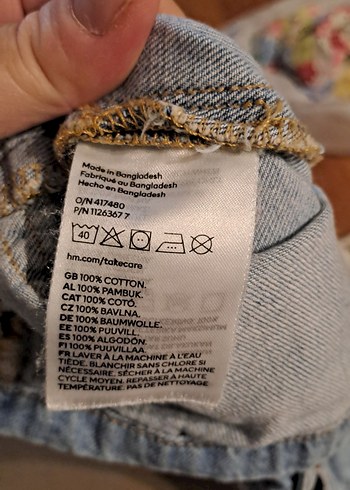 Made in Bangladesh
Fabriqué au Bangladesh
Hecho en Bangladesh
O/N 417480
P/N 1126367 7
40
hm.com/takecare
GB 100% COTTON.
AL 100% PAMBUK.
CAT 100% COTÓ.
CZ 100% BAVLNA.
DE 100% BAUMWOLLE.
EE 100% PUUVILL.
ES 100% ALGODÓN.
FI 100% PUUVILLAA.
FR LAVER À LA MACHINE À L'EAU
TIÈDE. BLANCHIR SANS CHLORE SI
NÉCESSAIRE. SÉCHER À LA MACHINE
CYCLE MOYEN. REPASSER À HAUTE
TEMPÉRATURE. PAS DE NETTOYAGE